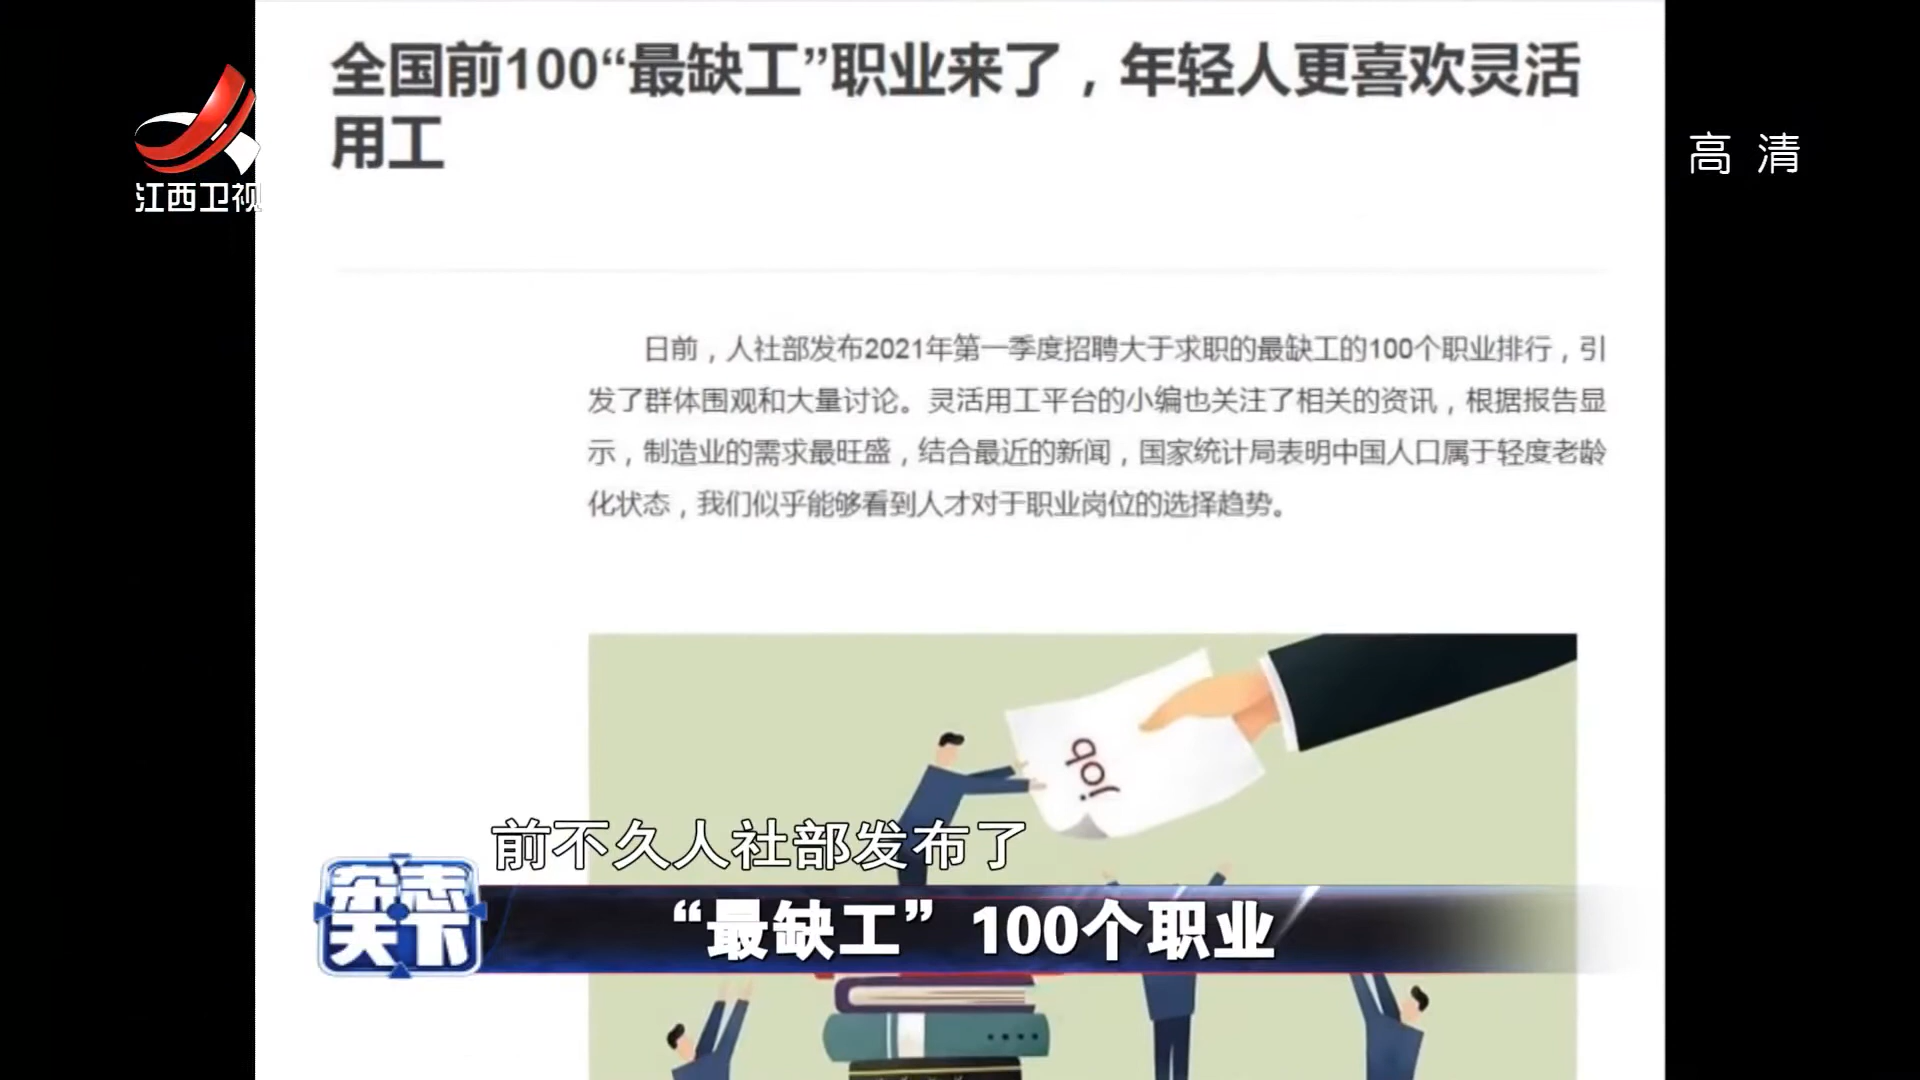 全国前100“最缺工”职业来了，年轻人更喜欢灵活
用工
江西卫视
高清
日前，人社部发布2021年第一季度招聘大于求职的最缺工的100个职业排行，引
发了群体围观和大量讨论。灵活用工平台的小编也关注了相关的资讯，根据报告显
示，制造业的需求最旺盛，结合最近的新闻，国家统计局表明中国人口属于轻度老龄
化状态，我们似乎能够看到人才对于职业岗位的选择趋势。
job
前不久人社部发布了
杂志
天下
“最缺工”100个职业